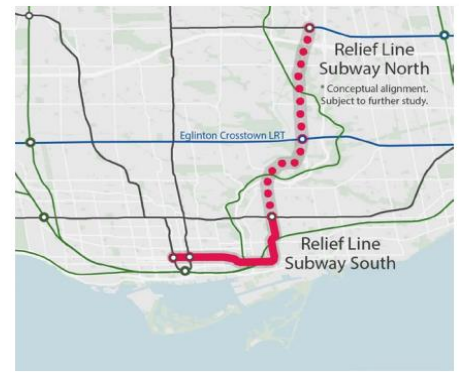 Relief Line
Subway North
* Conceptual alignment.
Subject to further study.
Eglinton Crosstown LRT
Relief Line
Subway South